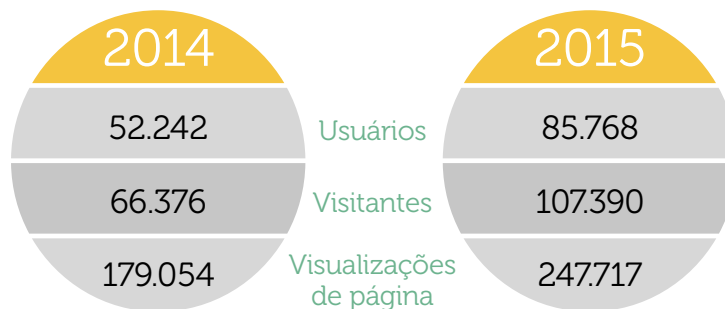 2014
2015
52.242
Usuários
85.768
66.376
Visitantes
107.390
179.054
Visualizações
de página
247.717